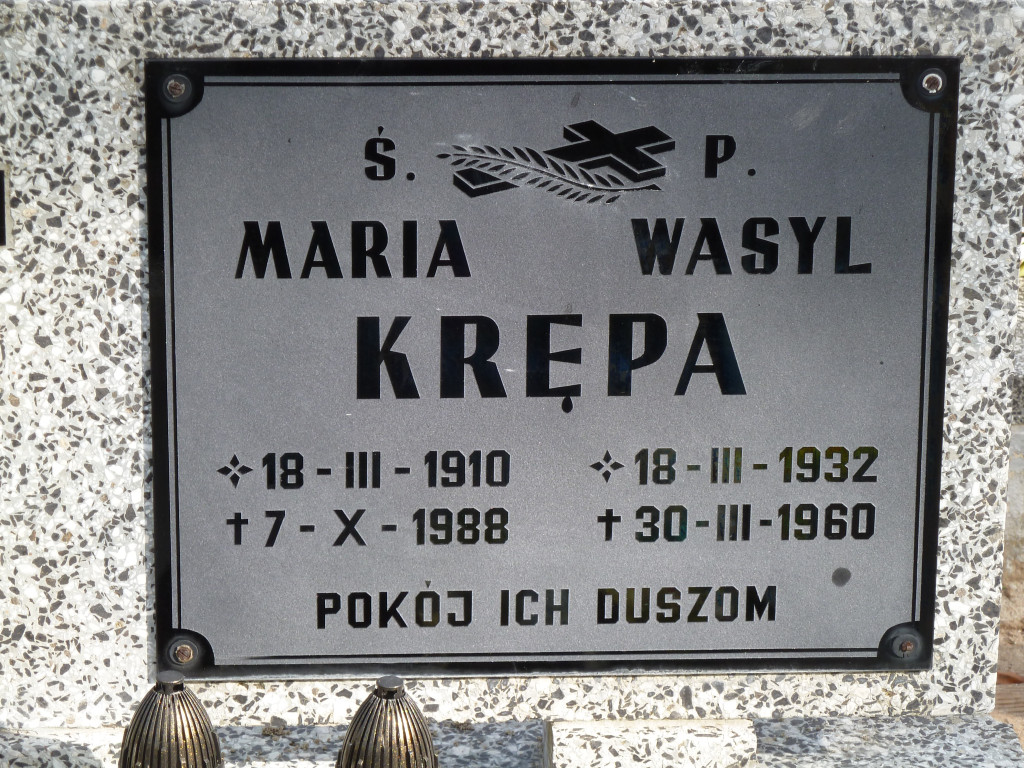 Ś. P.
MARIA WASYL
KRĘPA
18-III-1910 18-III-1932
†7-X-1988 †30-III-1960
POKÓJ ICH DUSZOM